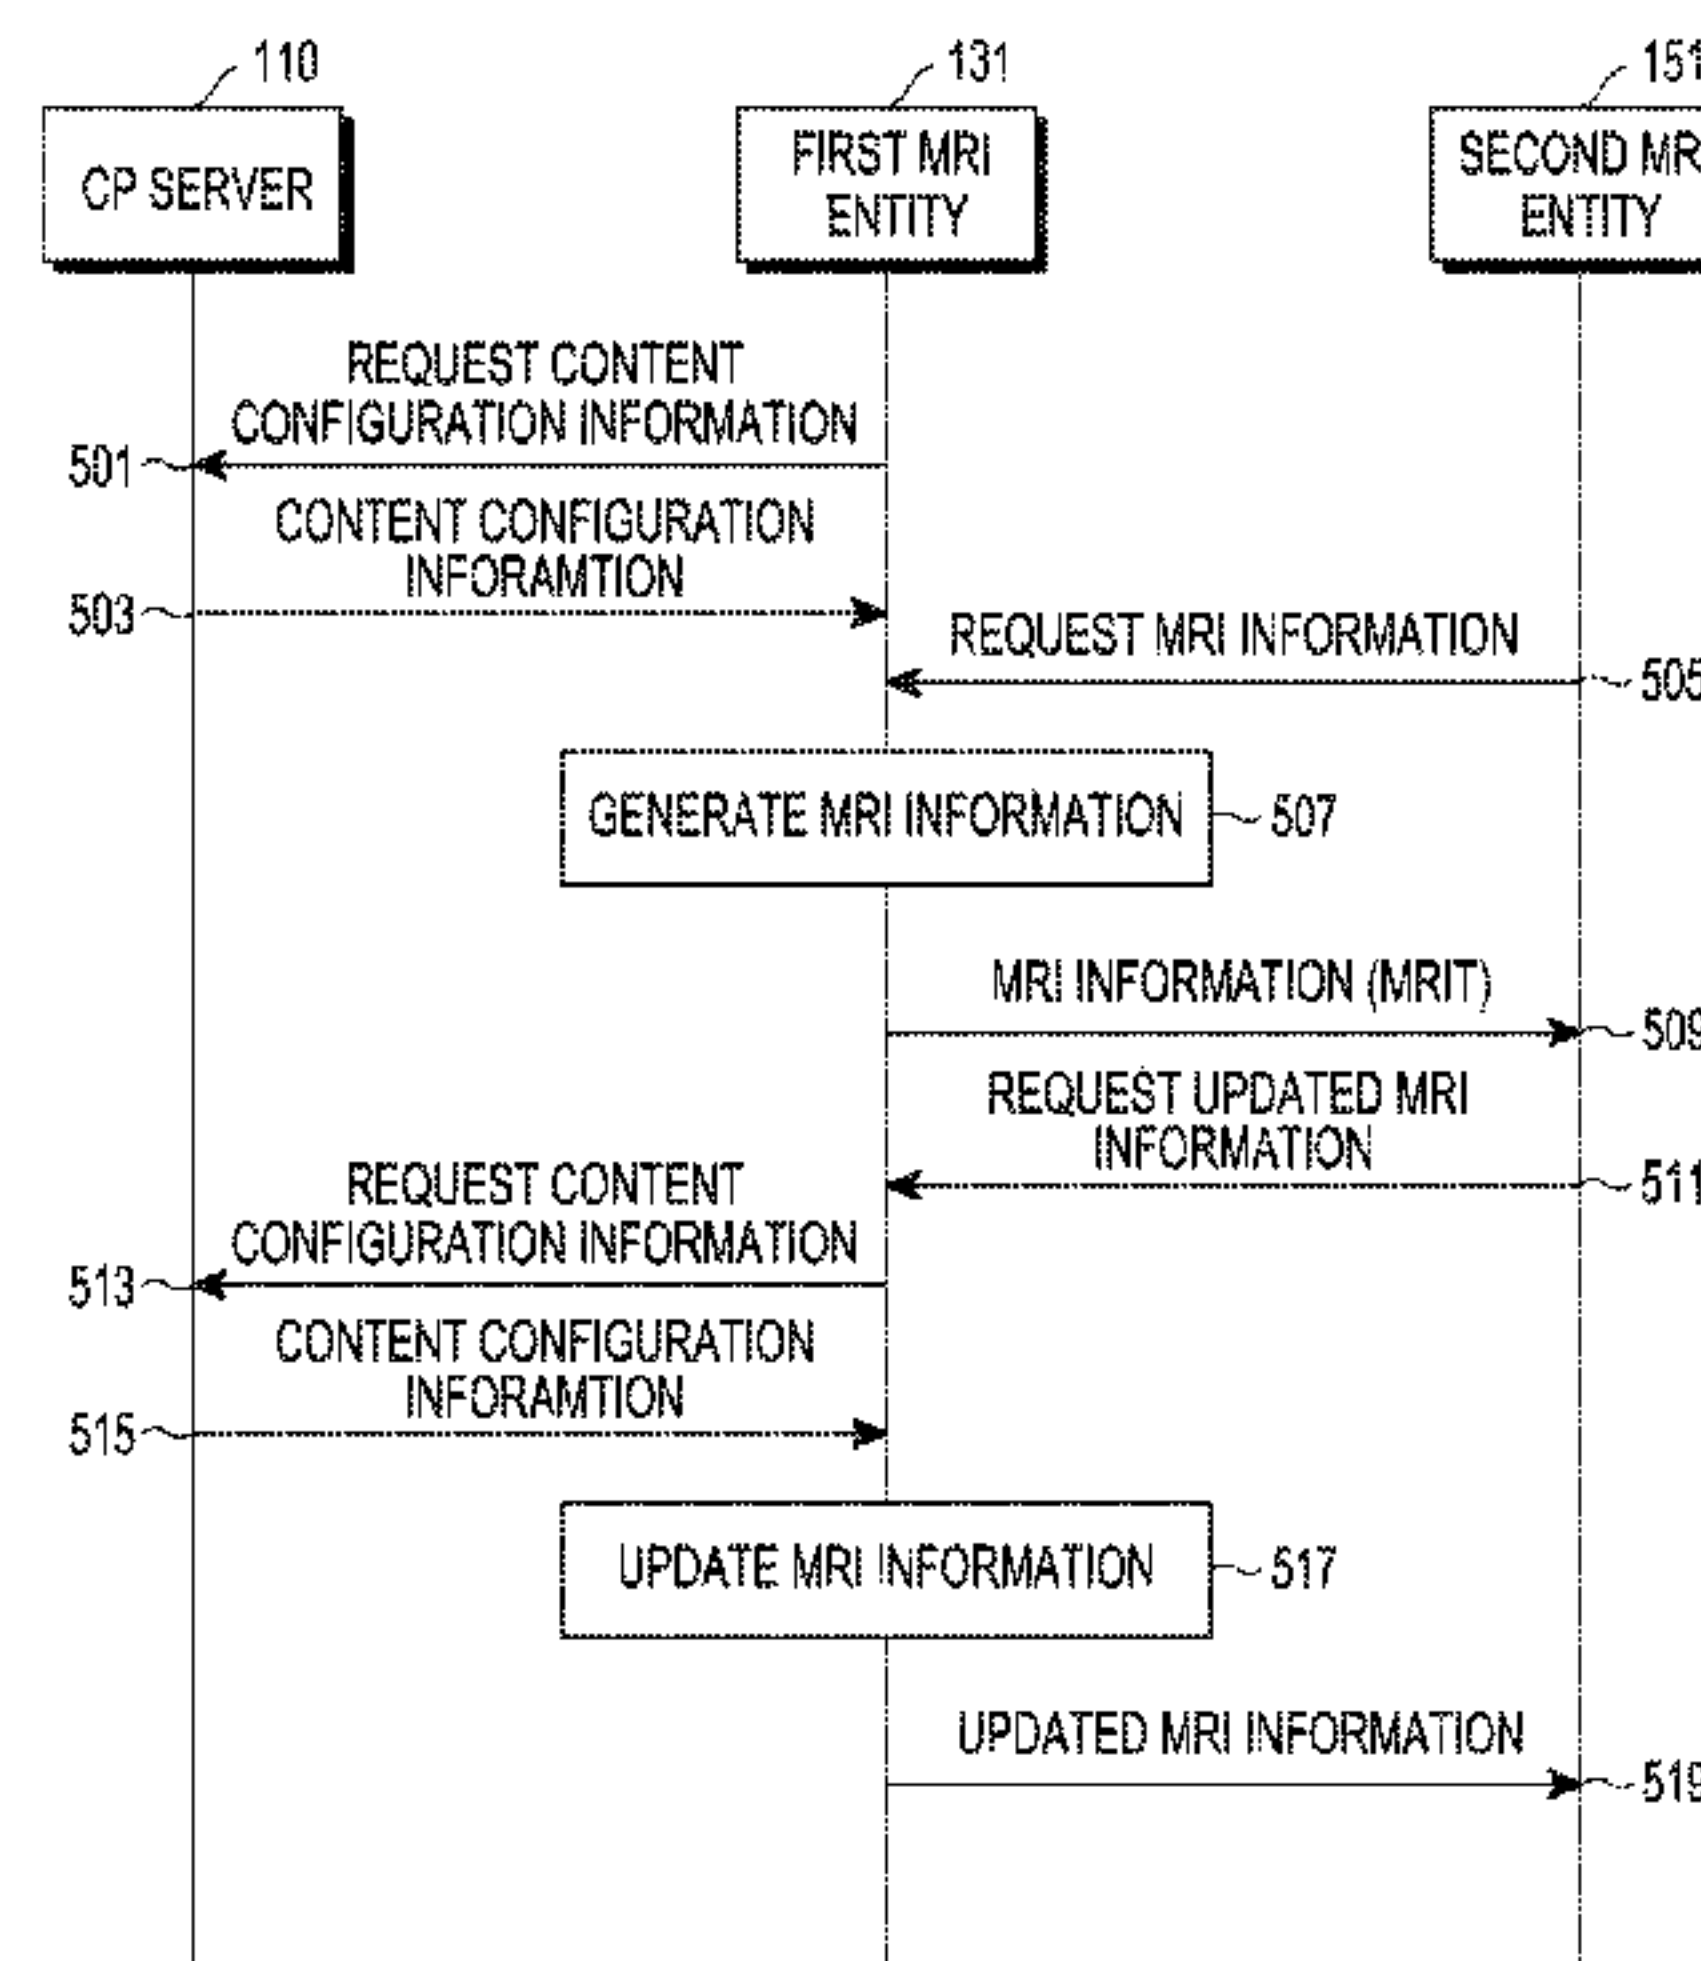 110
131
151
CP SERVER
FIRST MRI
ENTITY
SECOND MR
ENTITY
REQUEST CONTENT
CONFIGURATION INFORMATION
501
CONTENT CONFIGURATION
INFORAMTION
503
REQUEST MRI INFORMATION
505
GENERATE MRI INFORMATION
507
MRI INFORMATION (MRIT)
509
REQUEST UPDATED MRI
INFORMATION
511
REQUEST CONTENT
CONFIGURATION INFORMATION
513
CONTENT CONFIGURATION
INFORAMTION
515
UPDATE MRI INFORMATION
517
UPDATED MRI INFORMATION
519